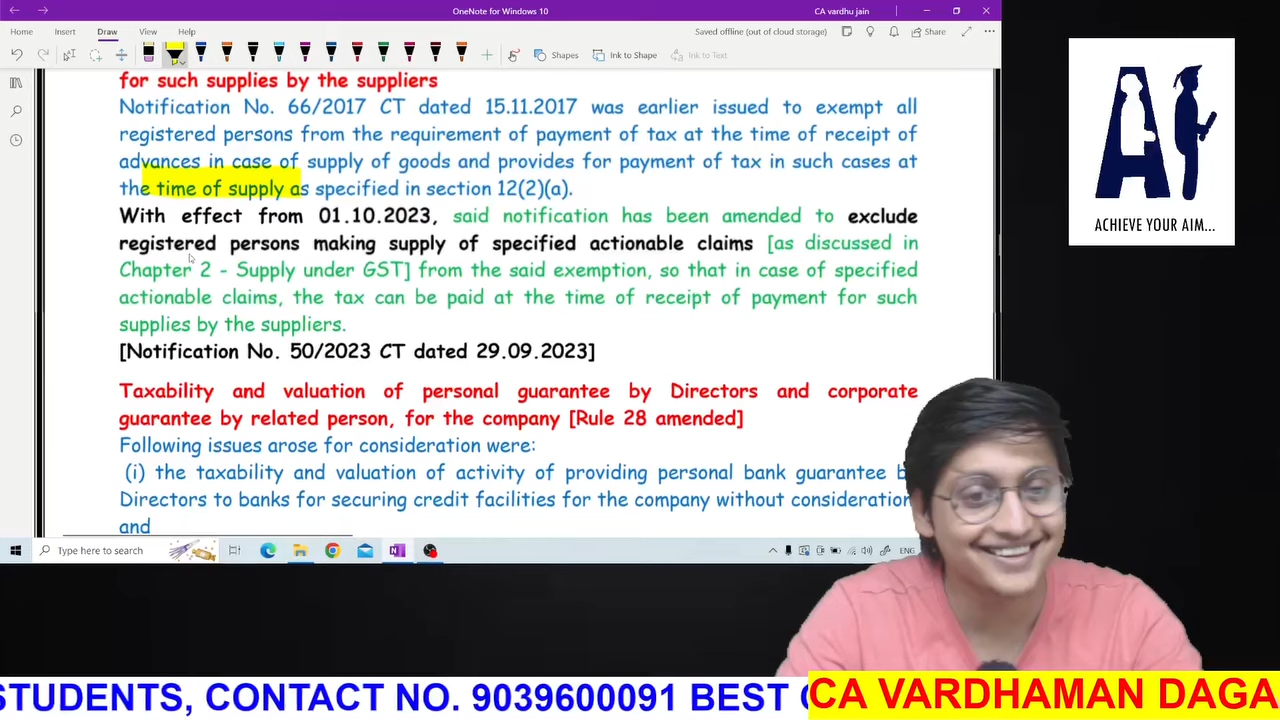 OneNote for Windows 10
CA vardhu jain
Home Insert Draw View Help
Saved offline (out of cloud storage)
Share
Shapes
Ink to Shape
Ink to Text
for such supplies by the suppliers
Notification No. 66/2017 CT dated 15.11.2017 was earlier issued to exempt all
registered persons from the requirement of payment of tax at the time of receipt of
advances in case of supply of goods and provides for payment of tax in such cases at
the time of supply as specified in section 12(2)(a).
With effect from 01.10.2023, said notification has been amended to exclude
registered persons making supply of specified actionable claims [as discussed in
Chapter 2 - Supply under GST] from the said exemption, so that in case of specified
actionable claims, the tax can be paid at the time of receipt of payment for such
supplies by the suppliers.
[Notification No. 50/2023 CT dated 29.09.2023]
Taxability and valuation of personal guarantee by Directors and corporate
guarantee by related person, for the company [Rule 28 amended]
Following issues arose for consideration were:
(i) the taxability and valuation of activity of providing personal bank guarantee b
Directors to banks for securing credit facilities for the company without consideration
and
Type here to search
ENG
A
ACHIEVE YOUR AIM...
STUDENTS, CONTACT NO. 9039600091 BEST
CA VARDHAMAN DAGA